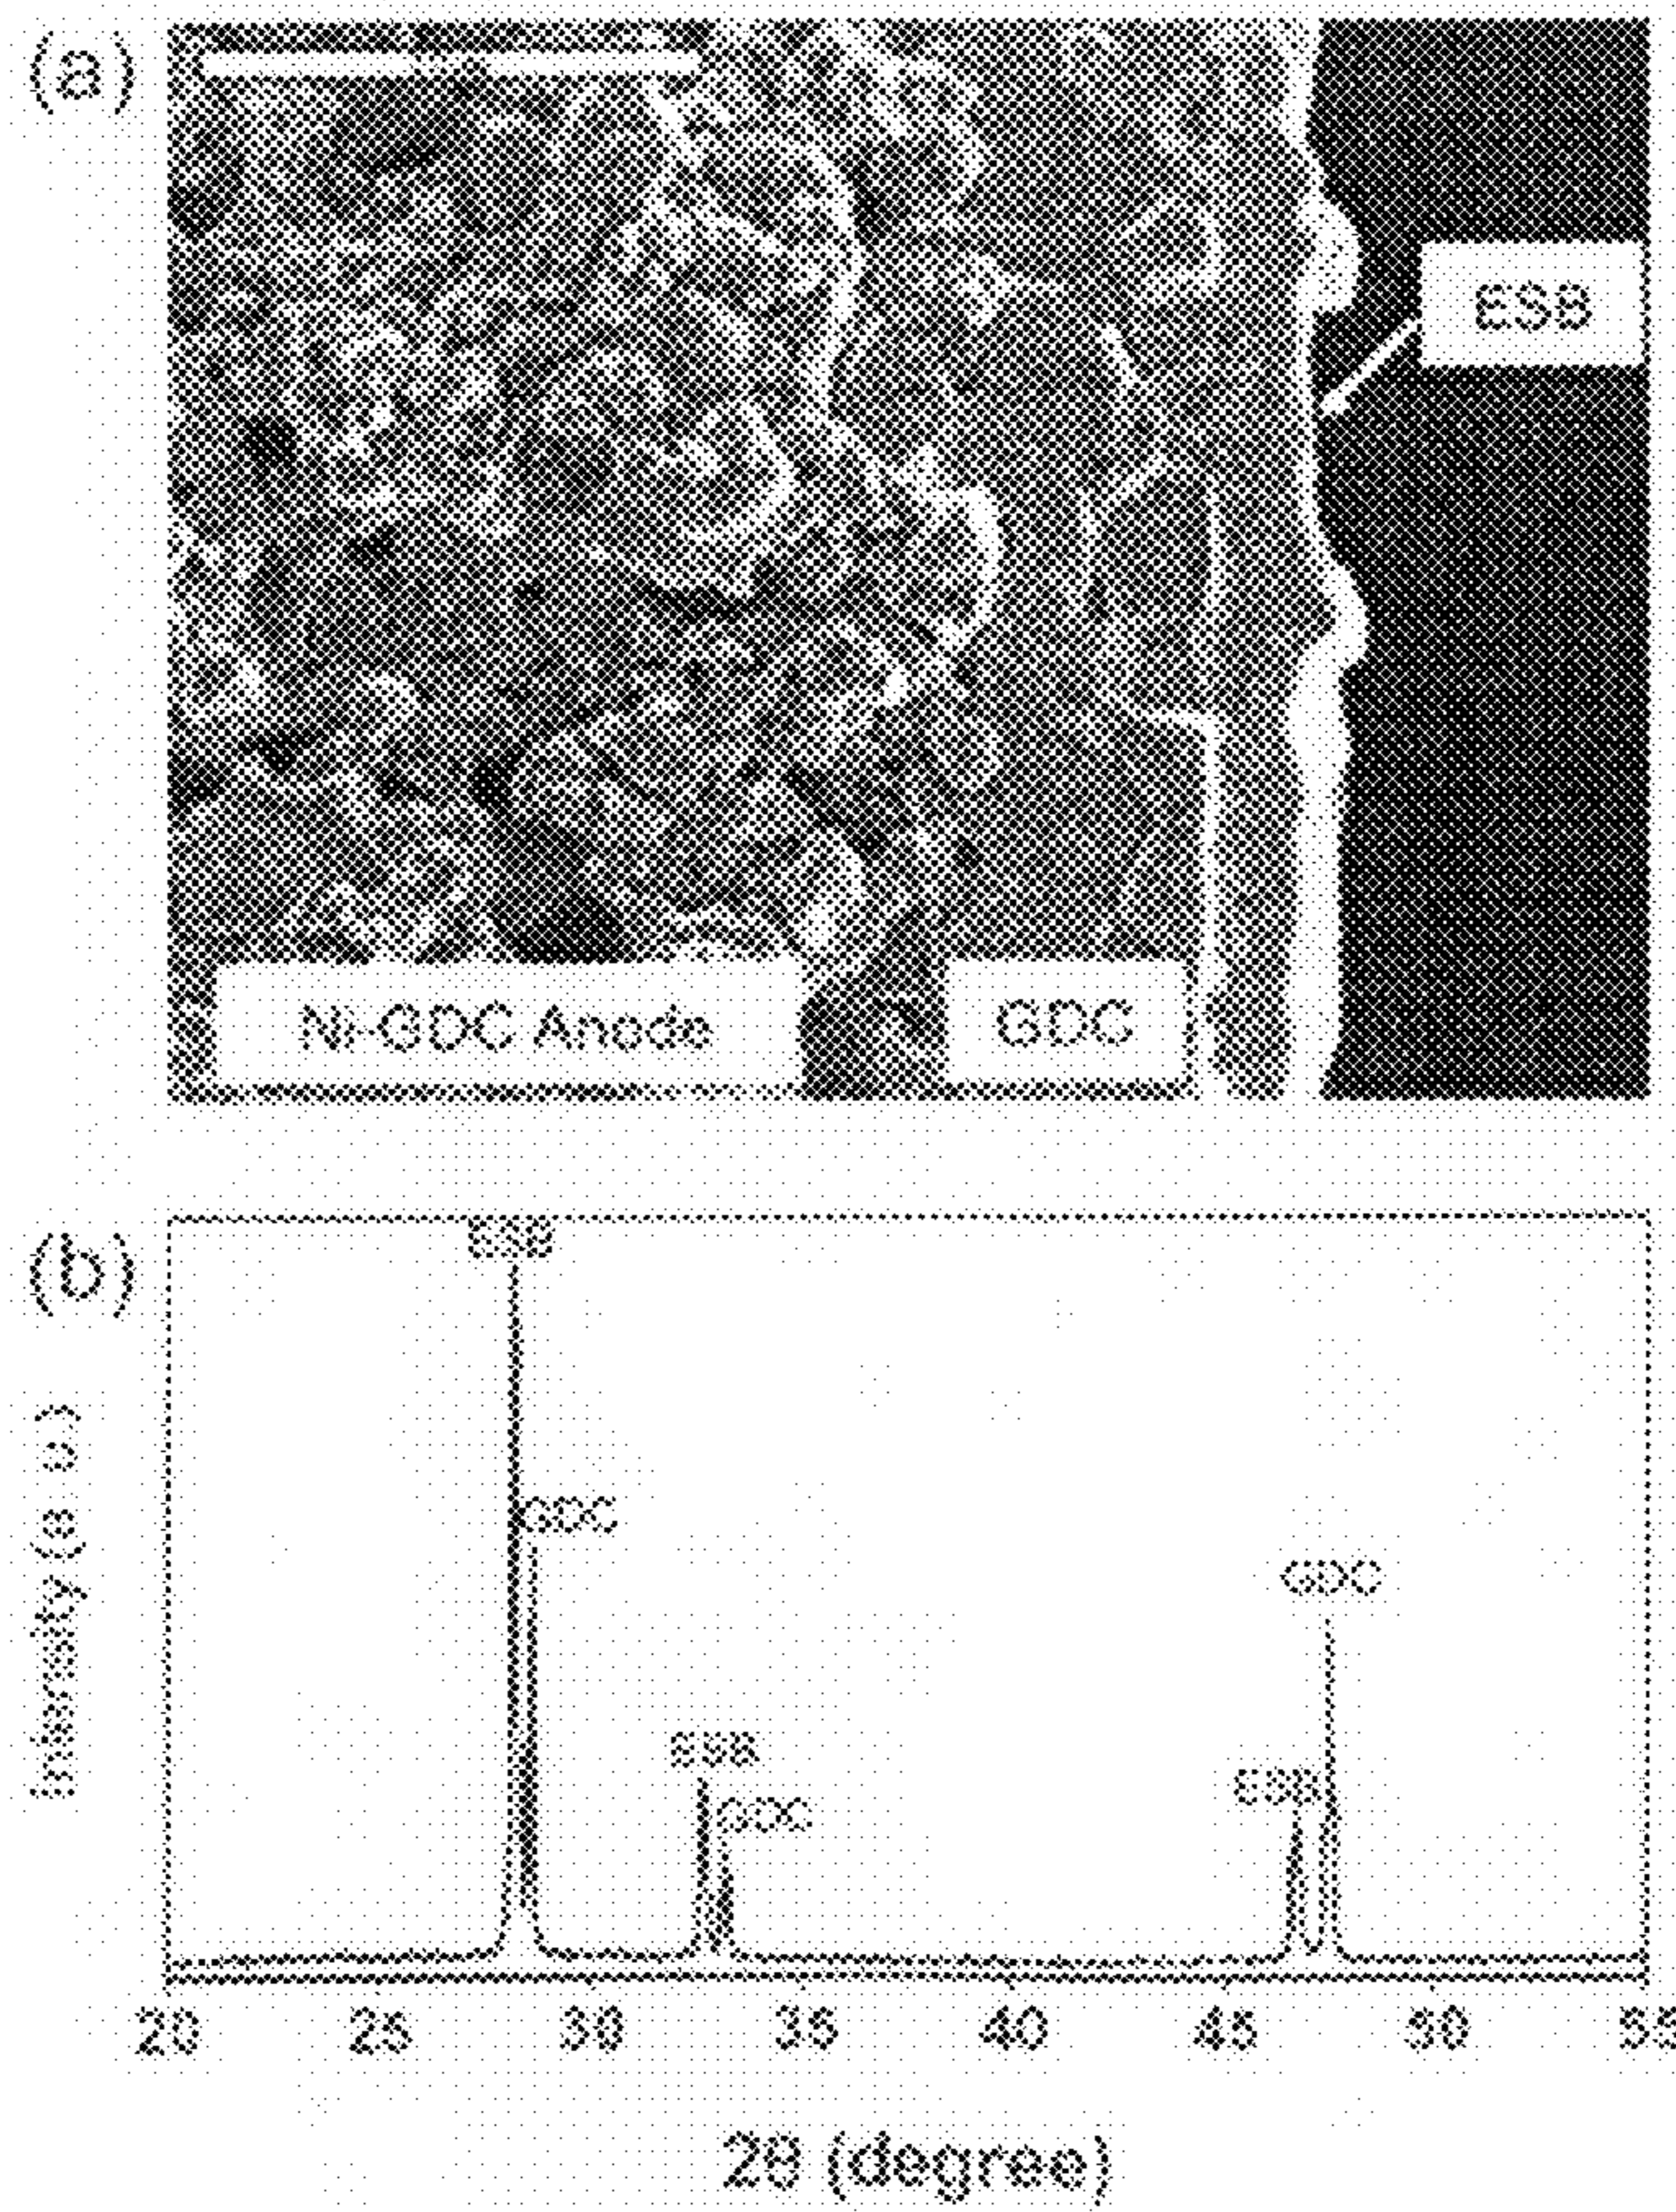 (a)
ESB
Ni-GDC Anode
GDC
(b)
ESB
GDC
GDC
ESB
ESB
GDC
Intensity (a. u.)
20 25 30 35 40 45 50 55
2θ (degree)